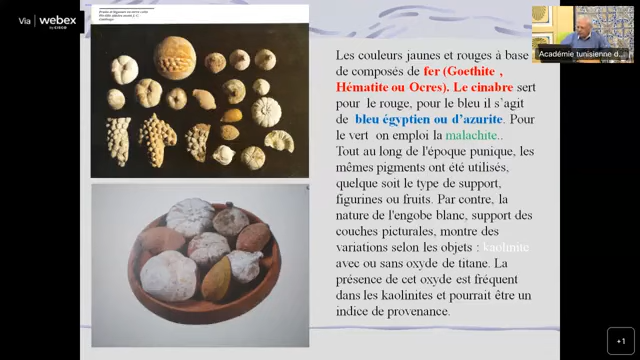 Via
webex
BY CISCO
Académie tunisienne d...
Les couleurs jaunes et rouges à base
de composés de fer (Goethite ,
Hématite ou Ocres). Le cinabre sert
pour le rouge, pour le bleu il s’agit
de bleu égyptien ou d’azurite. Pour
le vert on emploi la malachite..
Tout au long de l'époque punique, les
mêmes pigments ont été utilisés,
quelque soit le type de support,
figurines ou fruits. Par contre, la
nature de l'engobe blanc, support des
couches picturales, montre des
variations selon les objets : kaolinite
avec ou sans oxyde de titane. La
présence de cet oxyde est fréquent
dans les kaolinites et pourrait être un
indice de provenance.
+1